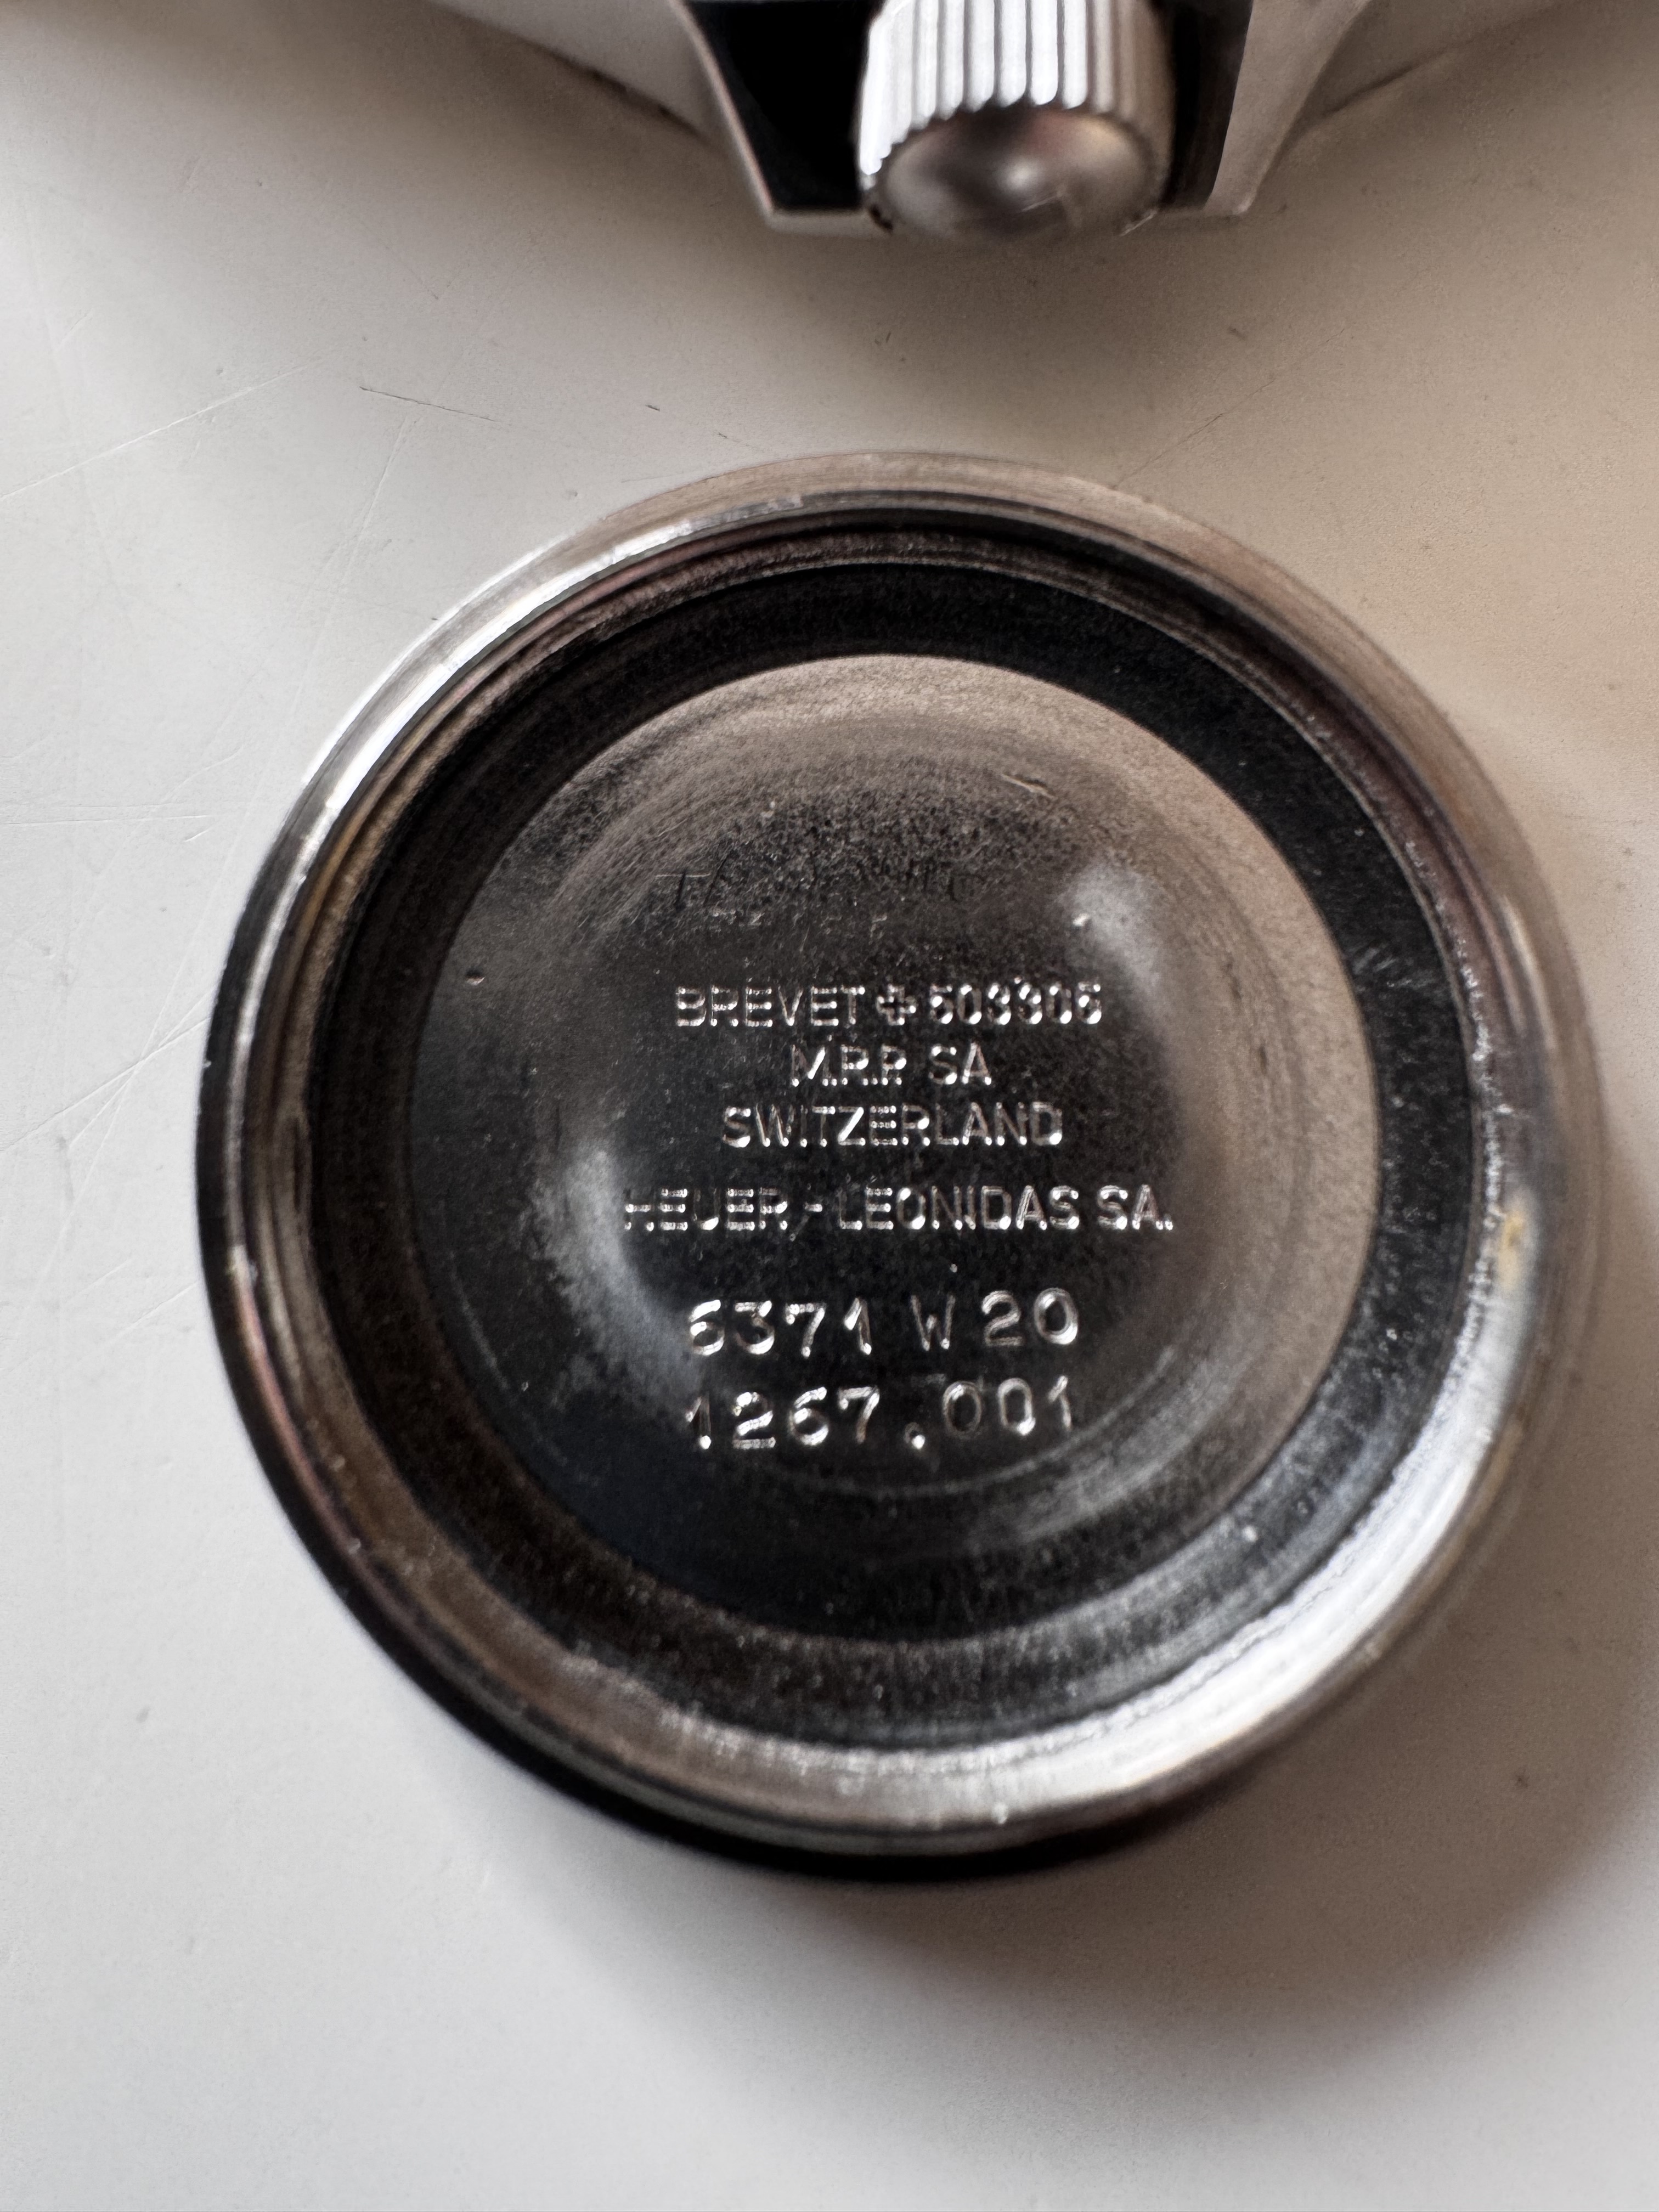 BREVET ✚ 503305
M.R.P. SA
SWITZERLAND
HEUER-LEONIDAS SA.
6371 W 20
1267.001